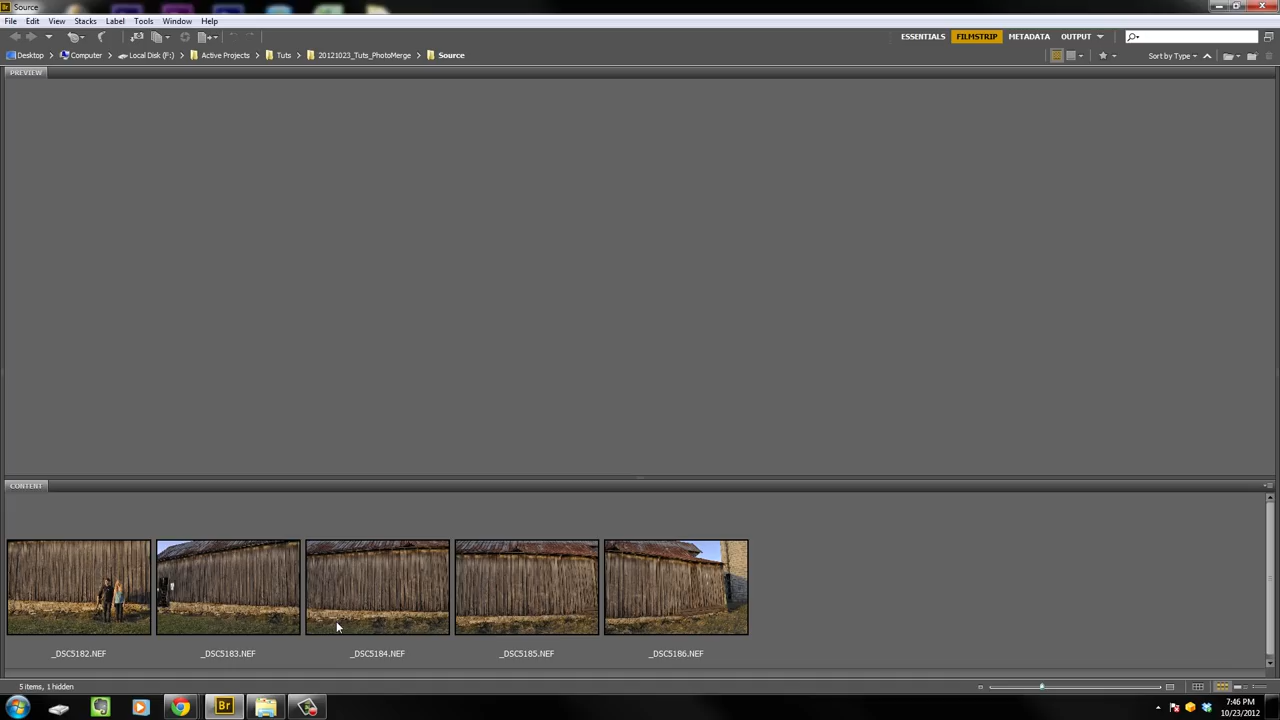 Br Source
File Edit View Stacks Label Tools Window Help
ESSENTIALS FILMSTRIP METADATA OUTPUT
Desktop Computer Local Disk (F:) Active Projects Tuts 20121023_Tuts_PhotoMerge Source
Sort by Type
PREVIEW
CONTENT
_DSC5182.NEF _DSC5183.NEF _DSC5184.NEF _DSC5185.NEF _DSC5186.NEF
5 items, 1 hidden
Br
7:46 PM
10/23/2012